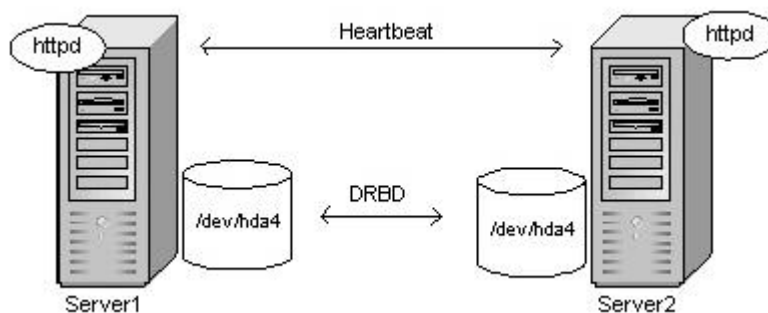 httpd
Heartbeat
httpd
/dev/hda4
DRBD
/dev/hda4
Server1
Server2